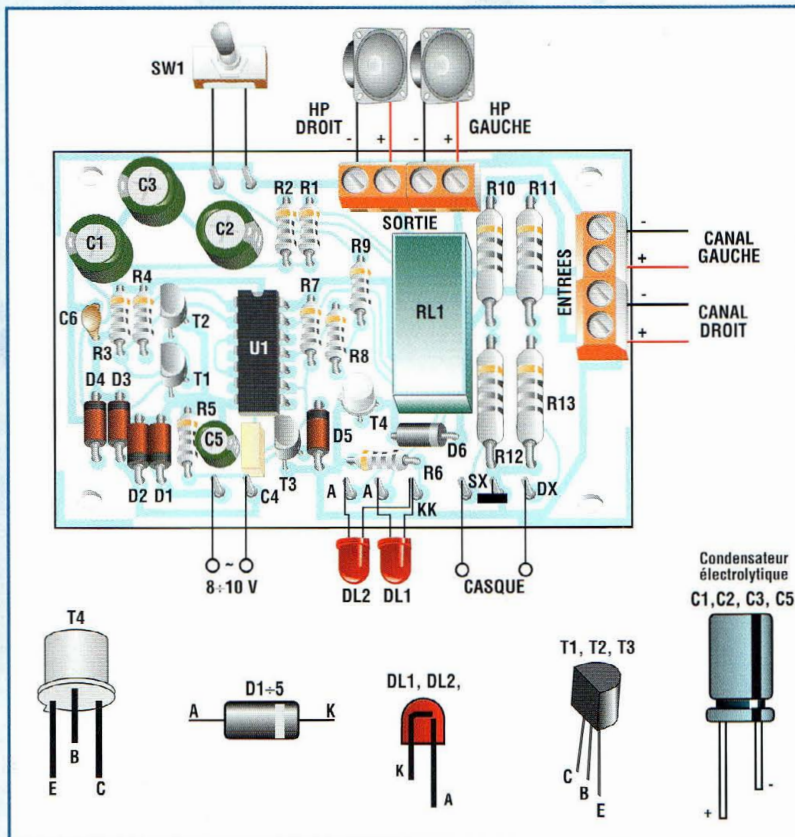 SW1
HP
DROIT
- + - +
HP
GAUCHE
C3
C1
C2
R2 R1
SORTIE
R10 R11
ENTREES
-
CANAL
GAUCHE
+
-
CANAL
DROIT
+
R9
C6
R4
R3
T2
T1
U1
R7
R8
RL1
D4 D3
R5
C5
D2 D1
C4
T3
D5
T4
D6
R6
R12
R13
A A KK
SX DX
~
8÷10 V
DL2 DL1
CASQUE
T4
E B C
D1÷5
A K
DL1, DL2,
K A
T1, T2, T3
C B E
Condensateur
électrolytique
C1,C2, C3, C5
+ -